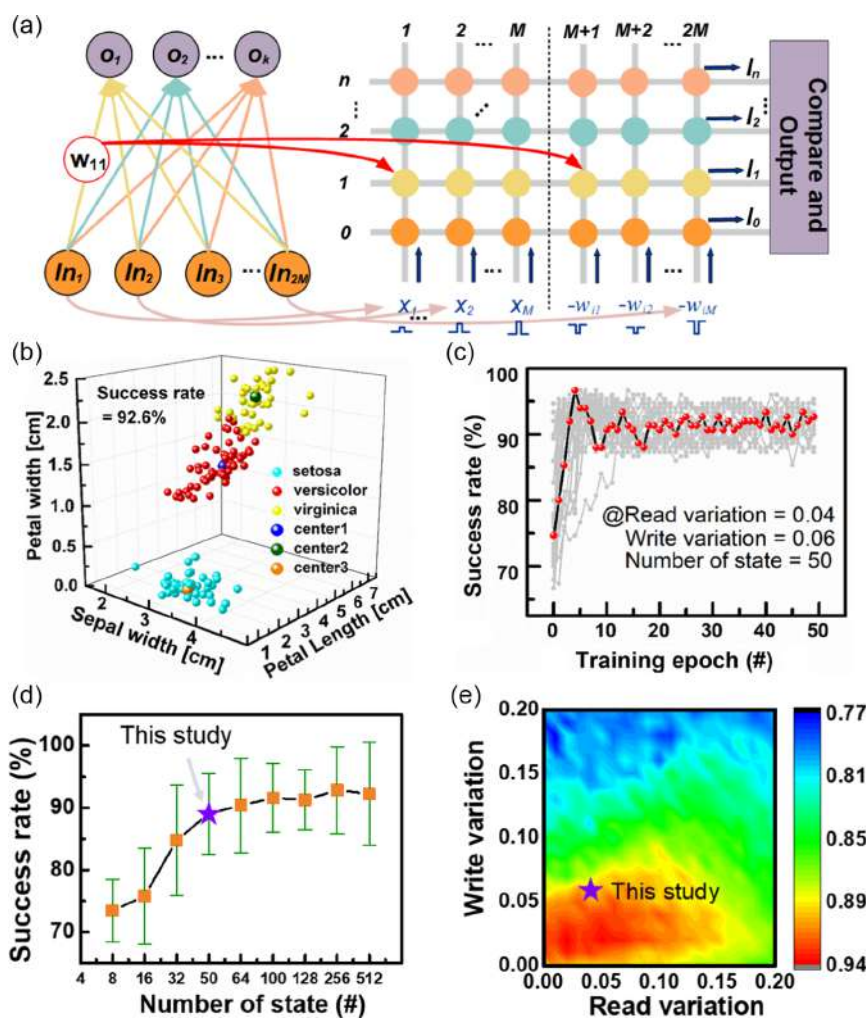 (a)
1 2 ... M M+1 M+2 ... 2M
O1 O2 ... Ok
n
In
2
I2
w11
1
I1
0
I0
Compare and Output
In1 In2 In3 ... In2M
x1 ... x2 xM -wi1 -wi2 -wiM
(b)
2.5
2.0
1.5
1.0
0.5
0.0
Petal width [cm]
Success rate
= 92.6%
setosa
versicolor
virginica
center1
center2
center3
2 3 4
Sepal width [cm]
1 2 3 4 5 6 7
Petal Length [cm]
(c)
100
90
80
70
Success rate (%)
@Read variation = 0.04
Write variation = 0.06
Number of state = 50
0 10 20 30 40 50
Training epoch (#)
(d)
100
90
80
70
Success rate (%)
This study
4 8 16 32 50 64 100 128 256 512
Number of state (#)
(e)
0.20
0.15
0.10
0.05
0.00
Write variation
This study
0.00 0.05 0.10 0.15 0.20
Read variation
0.77
0.81
0.85
0.89
0.94